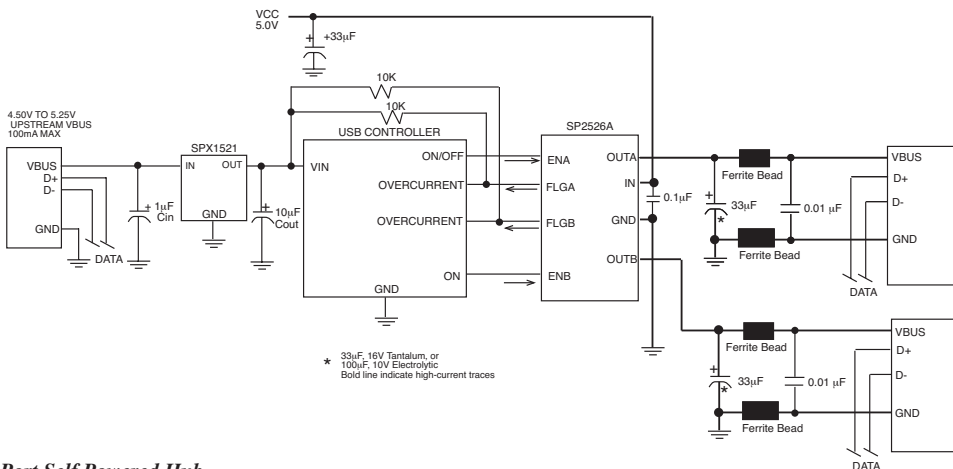 VCC
5.0V
+
+33µF
10K
10K
4.50V TO 5.25V
UPSTREAM VBUS
100mA MAX
VBUS
D+
D-
GND
DATA
+
1µF
Cin
SPX1521
IN
OUT
GND
+
10µF
Cout
USB CONTROLLER
VIN
ON/OFF
OVERCURRENT
OVERCURRENT
ON
GND
SP2526A
ENA
FLGA
FLGB
ENB
OUTA
IN
GND
OUTB
0.1µF
+
33µF
*
Ferrite Bead
Ferrite Bead
0.01 µF
VBUS
D+
D-
GND
DATA
+
33µF
*
Ferrite Bead
Ferrite Bead
0.01 µF
VBUS
D+
D-
GND
DATA
* 33µF, 16V Tantalum, or
100µF, 10V Electrolytic
Bold line indicate high-current traces